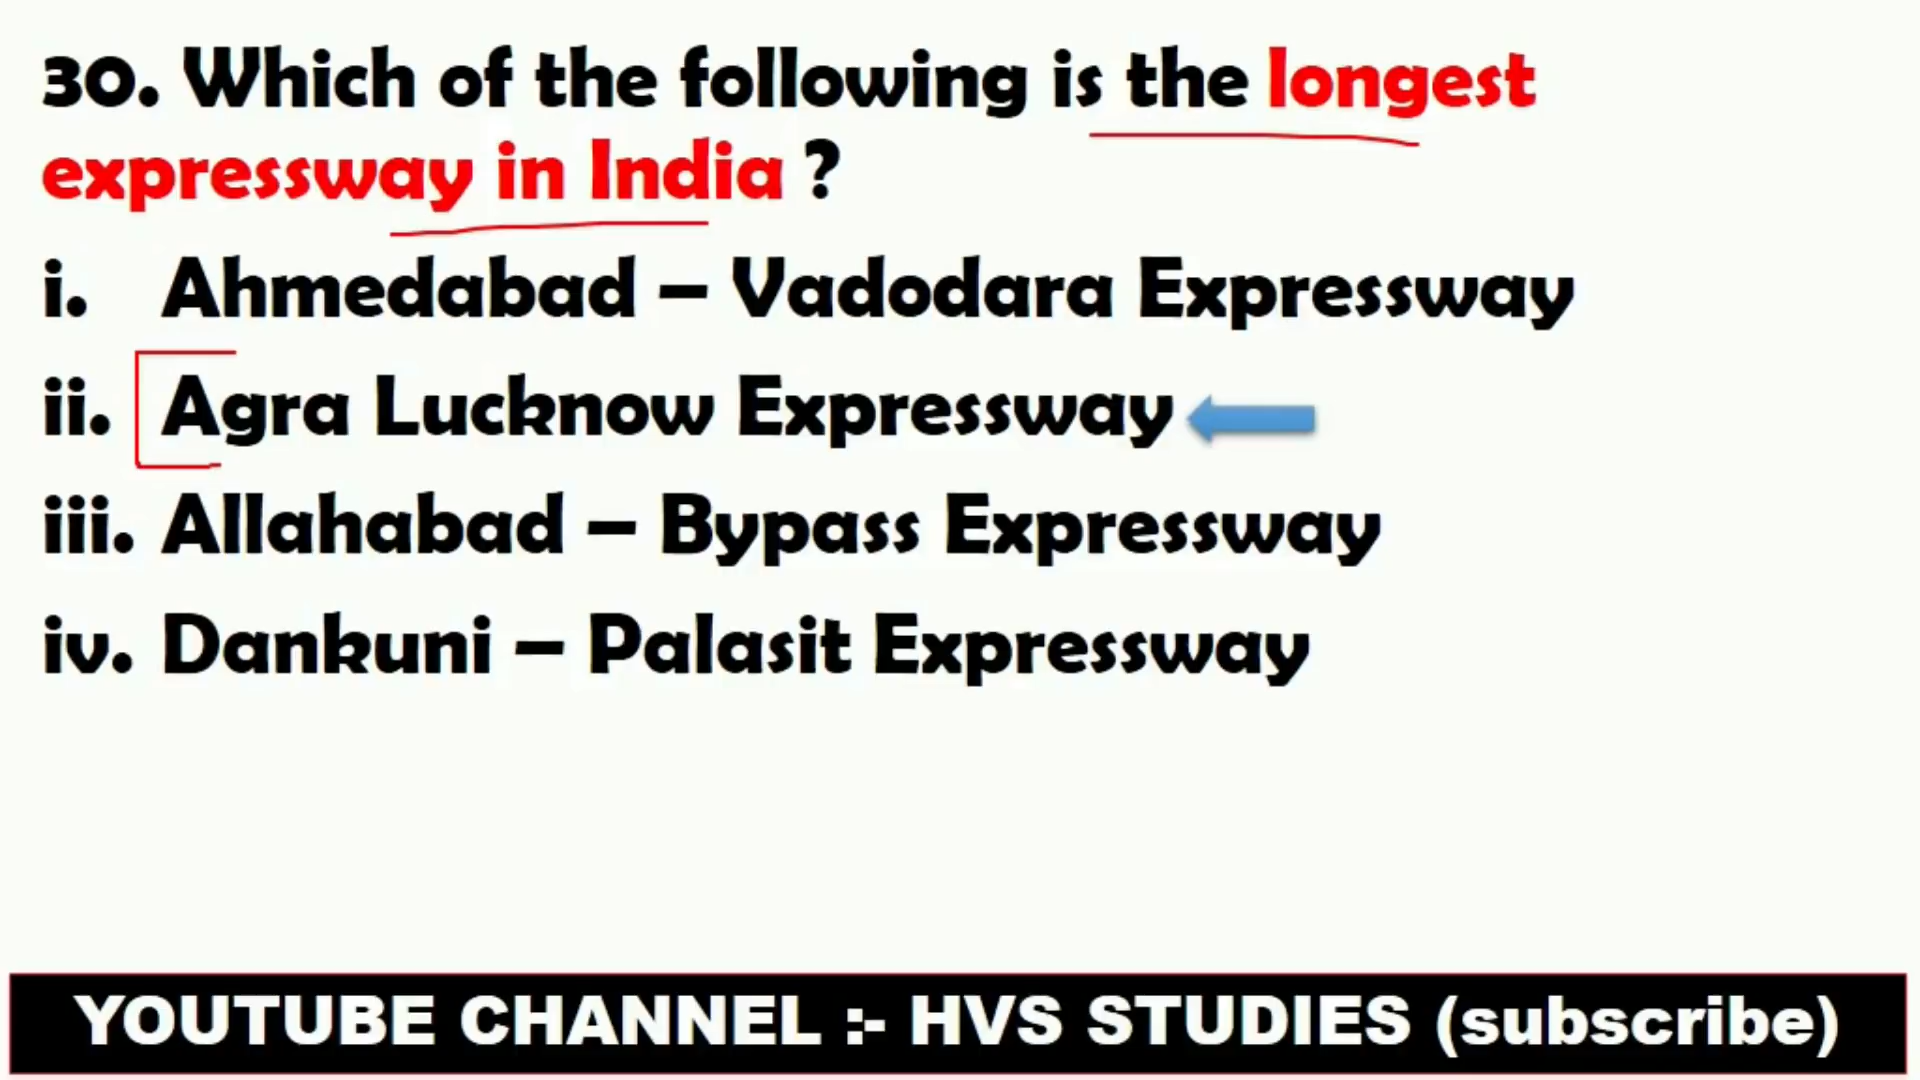 30. Which of the following is the longest
expressway in India ?
i. Ahmedabad – Vadodara Expressway
ii. Agra Lucknow Expressway
iii. Allahabad – Bypass Expressway
iv. Dankuni – Palasit Expressway
YOUTUBE CHANNEL :- HVS STUDIES (subscribe)